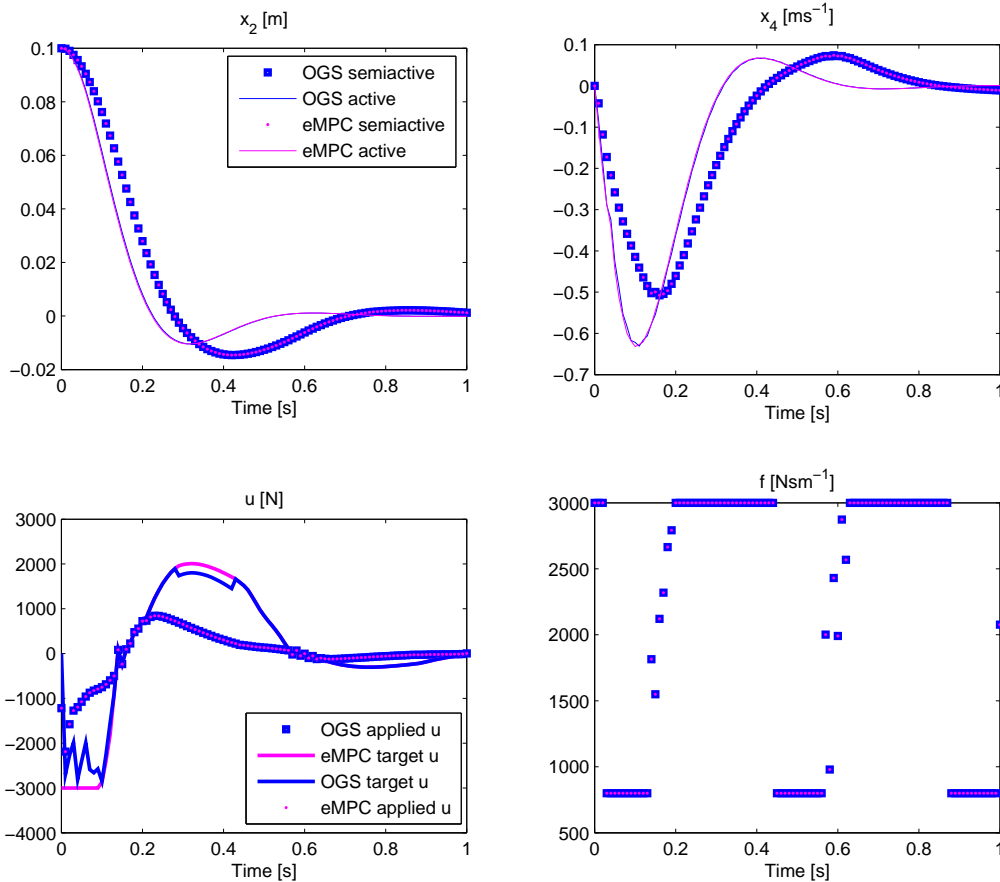 x₂ [m]
0.1
0.08
0.06
0.04
0.02
0
−0.02
OGS semiactive
OGS active
eMPC semiactive
eMPC active
0 0.2 0.4 0.6 0.8 1
Time [s]
x₄ [ms⁻¹]
0.1
0
−0.1
−0.2
−0.3
−0.4
−0.5
−0.6
−0.7
0 0.2 0.4 0.6 0.8 1
Time [s]
u [N]
3000
2000
1000
0
−1000
−2000
−3000
−4000
OGS applied u
eMPC target u
OGS target u
eMPC applied u
0 0.2 0.4 0.6 0.8 1
Time [s]
f [Nsm⁻¹]
3000
2500
2000
1500
1000
500
0 0.2 0.4 0.6 0.8 1
Time [s]